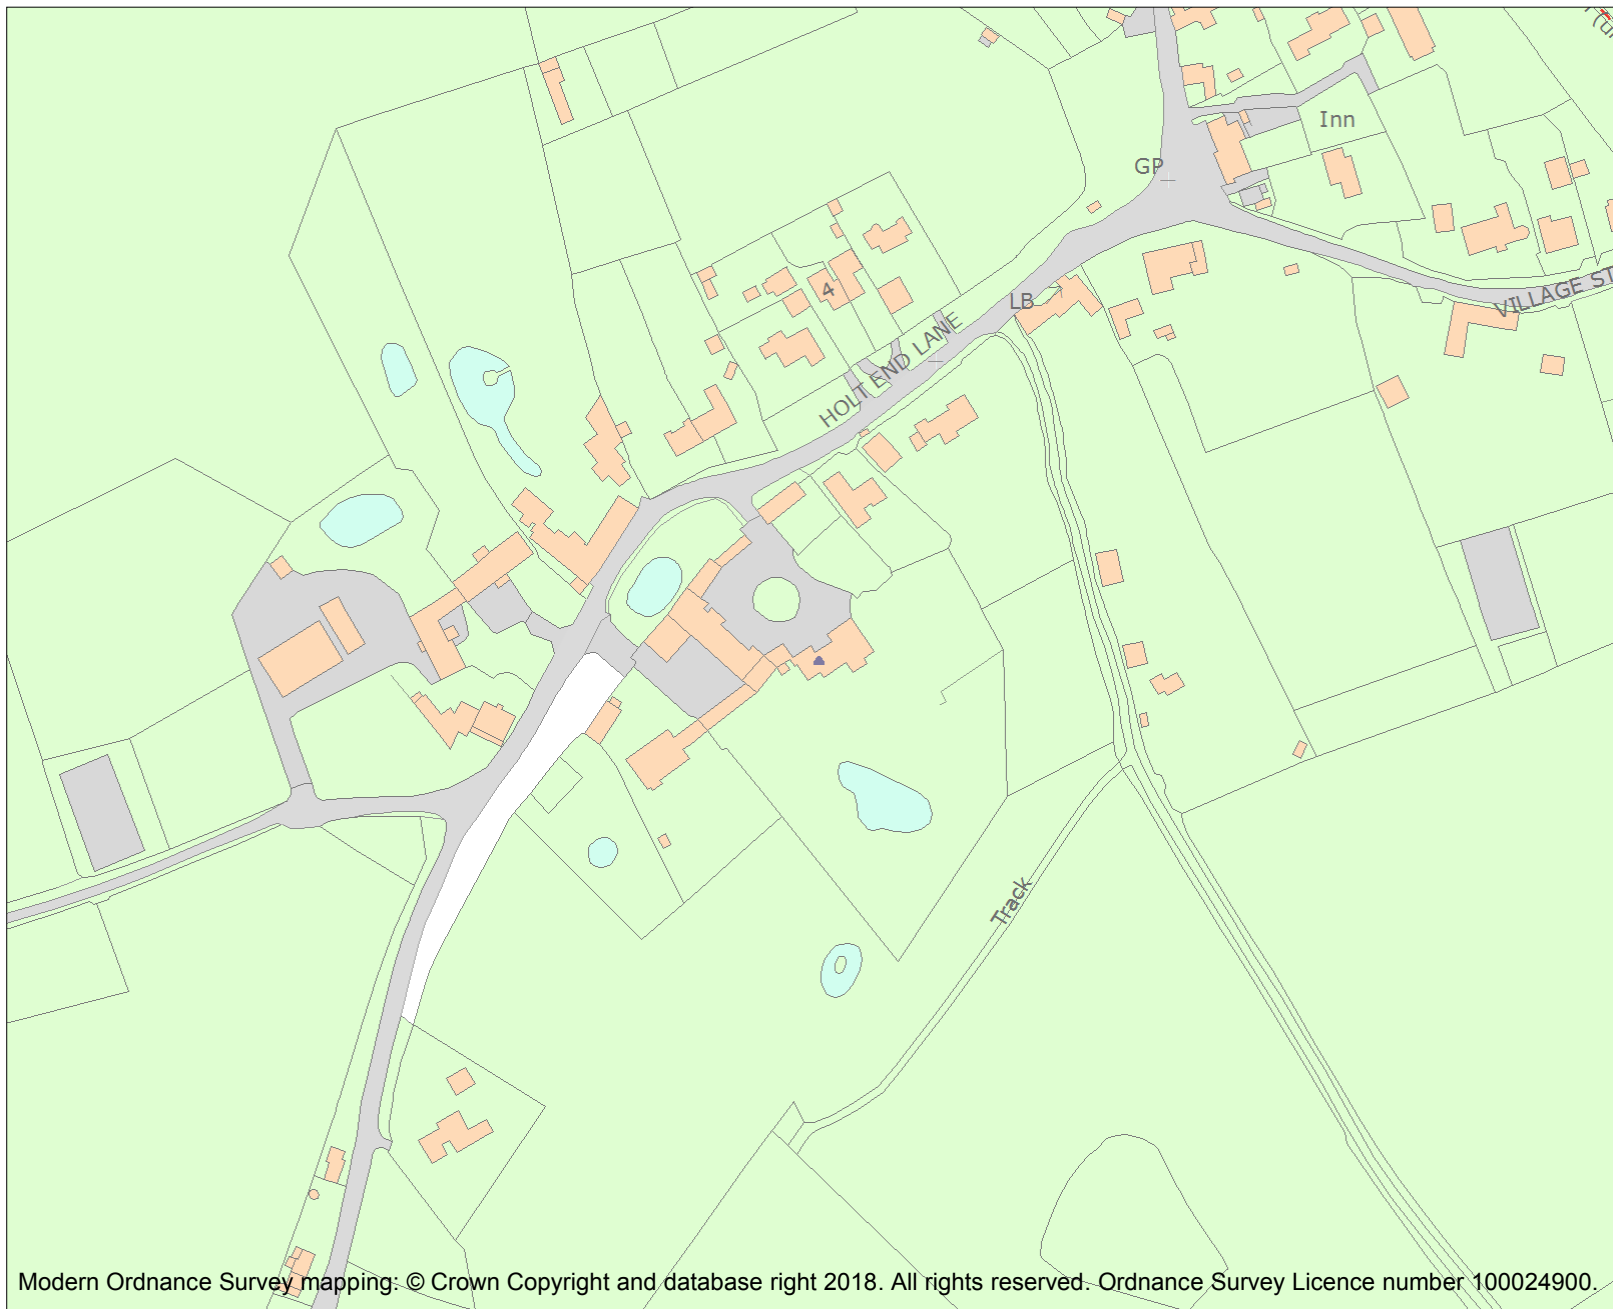 Inn
GP
VILLAGE ST
LB
4
HOLT END LANE
Track
Modern Ordnance Survey mapping: © Crown Copyright and database right 2018. All rights reserved. Ordnance Survey Licence number 100024900.